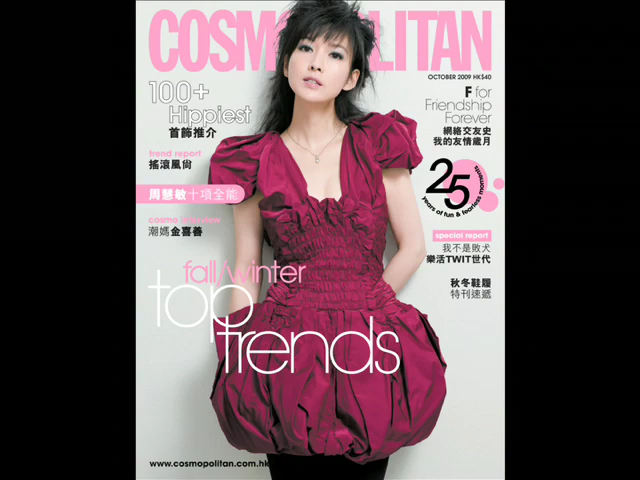 COSMOPOLITAN
OCTOBER 2009 HK$40
100+
Hippiest
首飾推介
trend report
搖滾風尚
周慧敏十項全能
cosmo interview
潮媽金喜善
F for
Friendship
Forever
網絡交友史
我的友情歲月
25
years of fun & fearless moments
special report
我不是敗犬
樂活TWIT世代
秋冬鞋履
特刊速遞
fall/winter
top
trends
www.cosmopolitan.com.hk